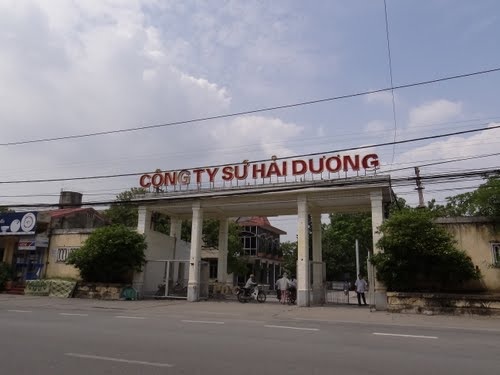 CÔNG TY SỨ HẢI DƯƠNG